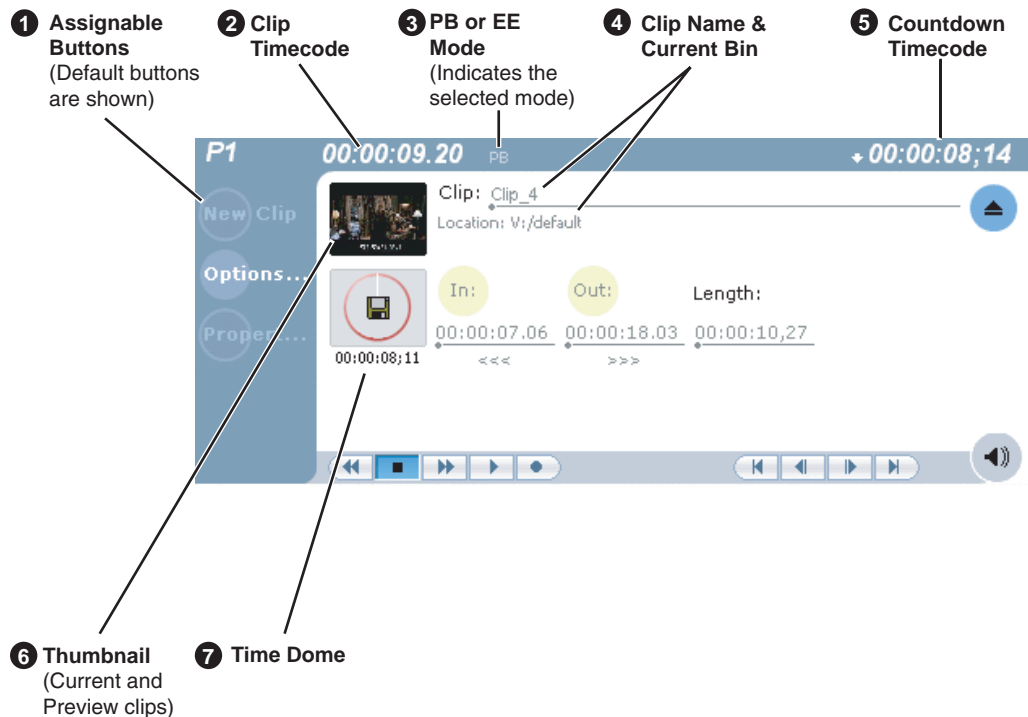 1 Assignable Buttons (Default buttons are shown)
2 Clip Timecode
3 PB or EE Mode (Indicates the selected mode)
4 Clip Name & Current Bin
5 Countdown Timecode
P1
00:00:09.20
PB
00:00:08;14
New Clip
Options...
Propert...
Clip: Clip_4
Location: V:/default
In:
Out:
Length:
00:00:07.06
00:00:18.03
00:00:10,27
<<<
>>>
00:00:08;11
6 Thumbnail (Current and Preview clips)
7 Time Dome